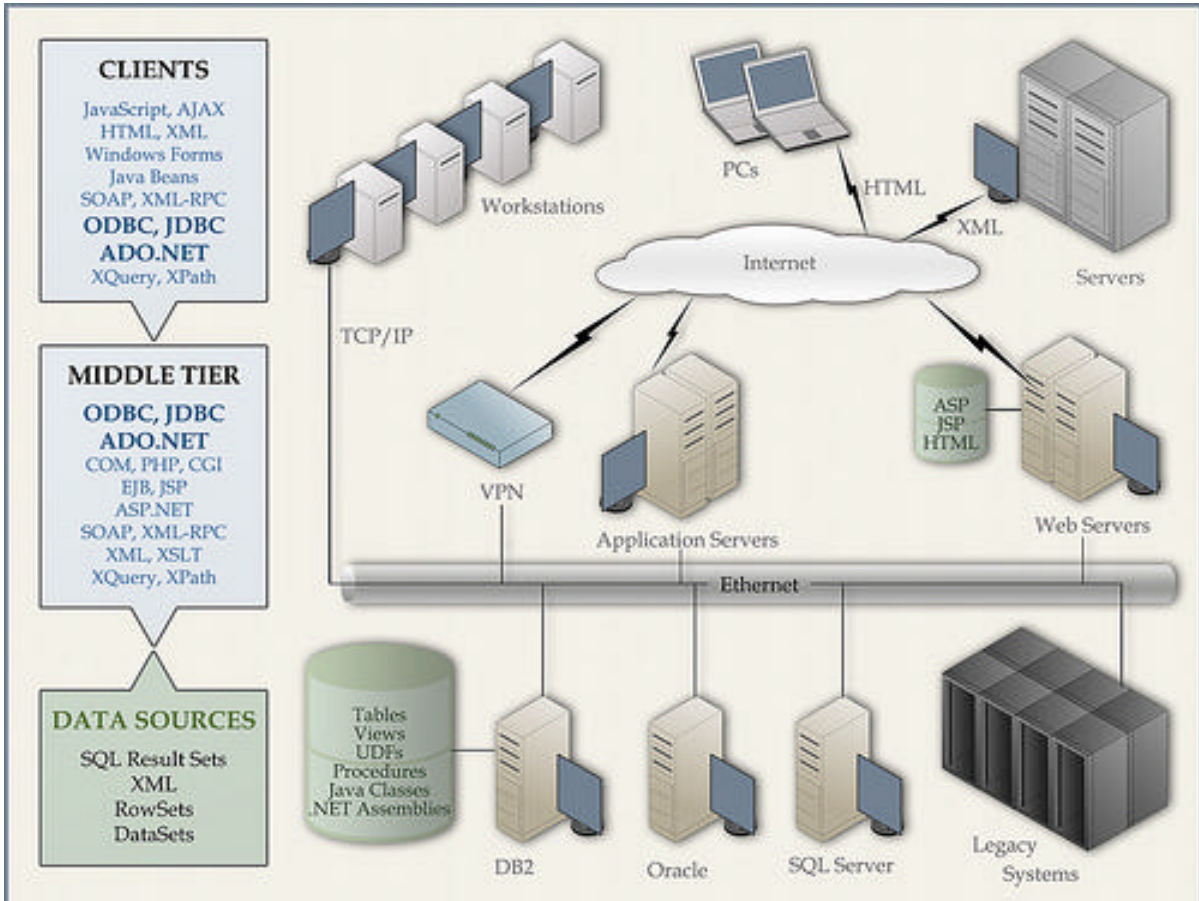 CLIENTS
JavaScript, AJAX
HTML, XML
Windows Forms
Java Beans
SOAP, XML-RPC
ODBC, JDBC
ADO.NET
XQuery, XPath
MIDDLE TIER
ODBC, JDBC
ADO.NET
COM, PHP, CGI
EJB, JSP
ASP.NET
SOAP, XML-RPC
XML, XSLT
XQuery, XPath
DATA SOURCES
SQL Result Sets
XML
RowSets
DataSets
Workstations
PCs
HTML
XML
Servers
Internet
TCP/IP
VPN
Application Servers
ASP
JSP
HTML
Web Servers
Ethernet
Tables
Views
UDFs
Procedures
Java Classes
.NET Assemblies
DB2
Oracle
SQL Server
Legacy
Systems